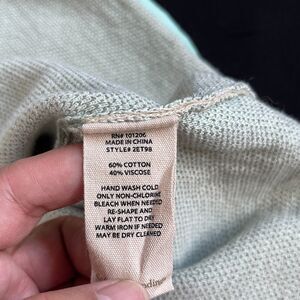 RN# 101206
MADE IN CHINA
STYLE# 2ET98
60% COTTON
40% VISCOSE
HAND WASH COLD
ONLY NON-CHLORINE
BLEACH WHEN NEEDED
RE-SHAPE AND
LAY FLAT TO DRY
WARM IRON IF NEEDED
MAY BE DRY CLEANED